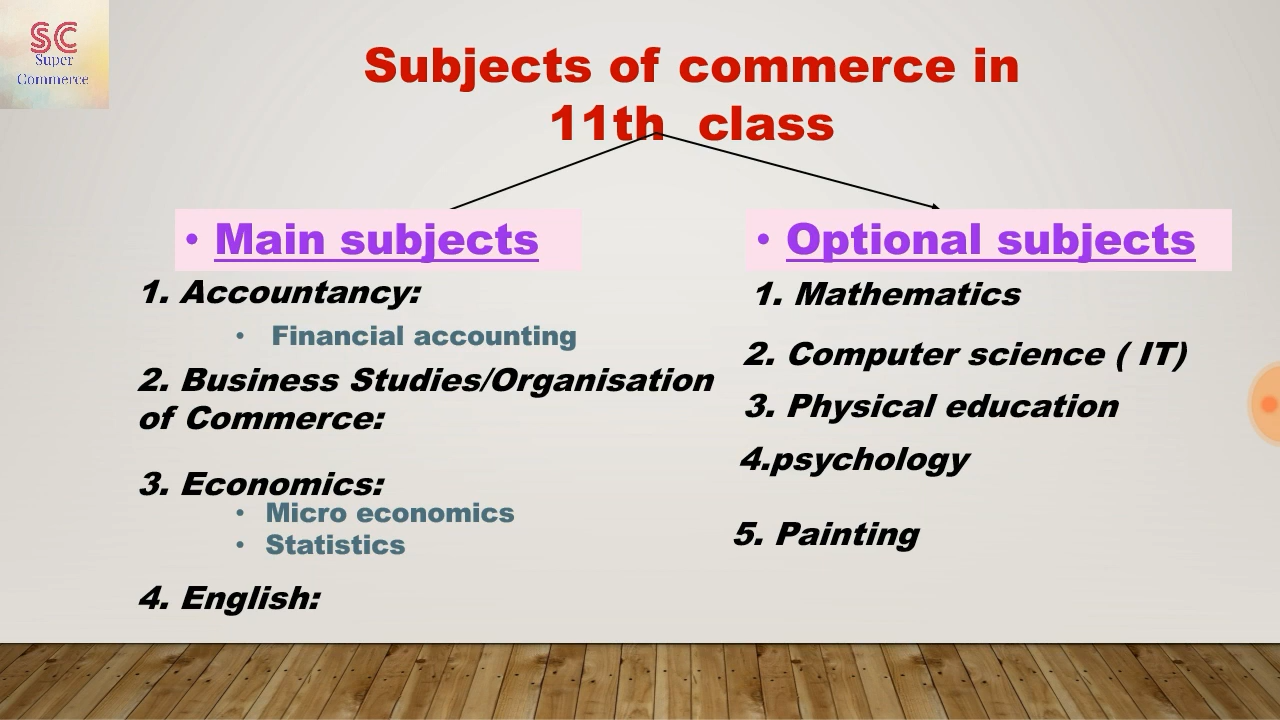 SC
Super
Commerce
Subjects of commerce in
11th class
• Main subjects
1. Accountancy:
• Financial accounting
2. Business Studies/Organisation
of Commerce:
3. Economics:
• Micro economics
• Statistics
4. English:
• Optional subjects
1. Mathematics
2. Computer science ( IT)
3. Physical education
4.psychology
5. Painting